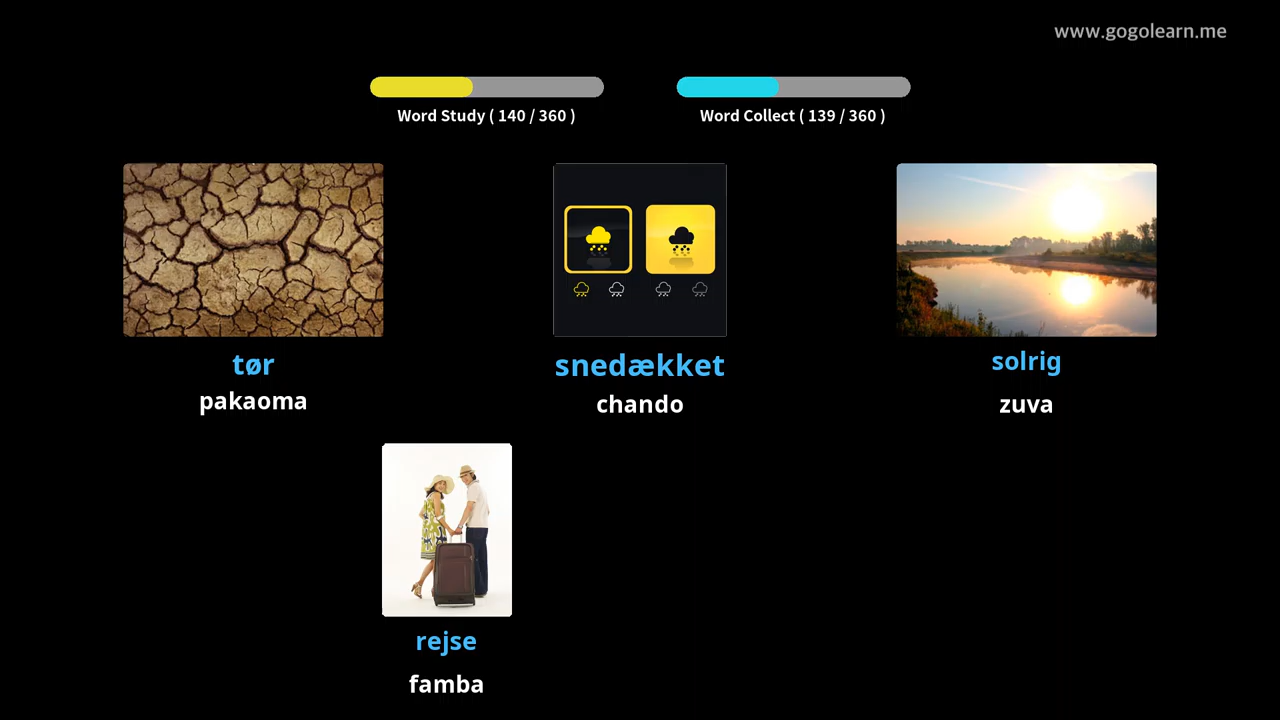 www.gogolearn.me
Word Study ( 140 / 360 )
Word Collect ( 139 / 360 )
tør
snedækket
solrig
pakaoma
chando
zuva
rejse
famba